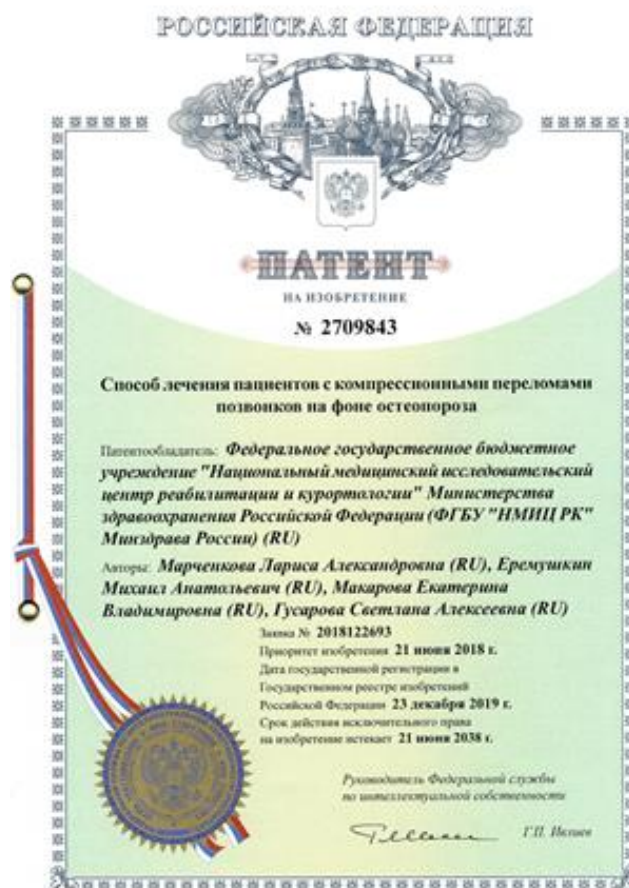 РОССИЙСКАЯ ФЕДЕРАЦИЯ
ПАТЕНТ
НА ИЗОБРЕТЕНИЕ
№ 2709843
Способ лечения пациентов с компрессионными переломами
позвонков на фоне остеопороза
Патентообладатель: Федеральное государственное бюджетное
учреждение "Национальный медицинский исследовательский
центр реабилитации и курортологии" Министерства
здравоохранения Российской Федерации (ФГБУ "НМИЦ РК"
Минздрава России) (RU)
Авторы: Марченкова Лариса Александровна (RU), Еремушкин
Михаил Анатольевич (RU), Макарова Екатерина
Владимировна (RU), Гусарова Светлана Алексеевна (RU)
Заявка № 2018122693
Приоритет изобретения 21 июня 2018 г.
Дата государственной регистрации в
Государственном реестре изобретений
Российской Федерации 23 декабря 2019 г.
Срок действия исключительного права
на изобретение истекает 21 июня 2038 г.
Руководитель Федеральной службы
по интеллектуальной собственности
Г.П. Ивлиев